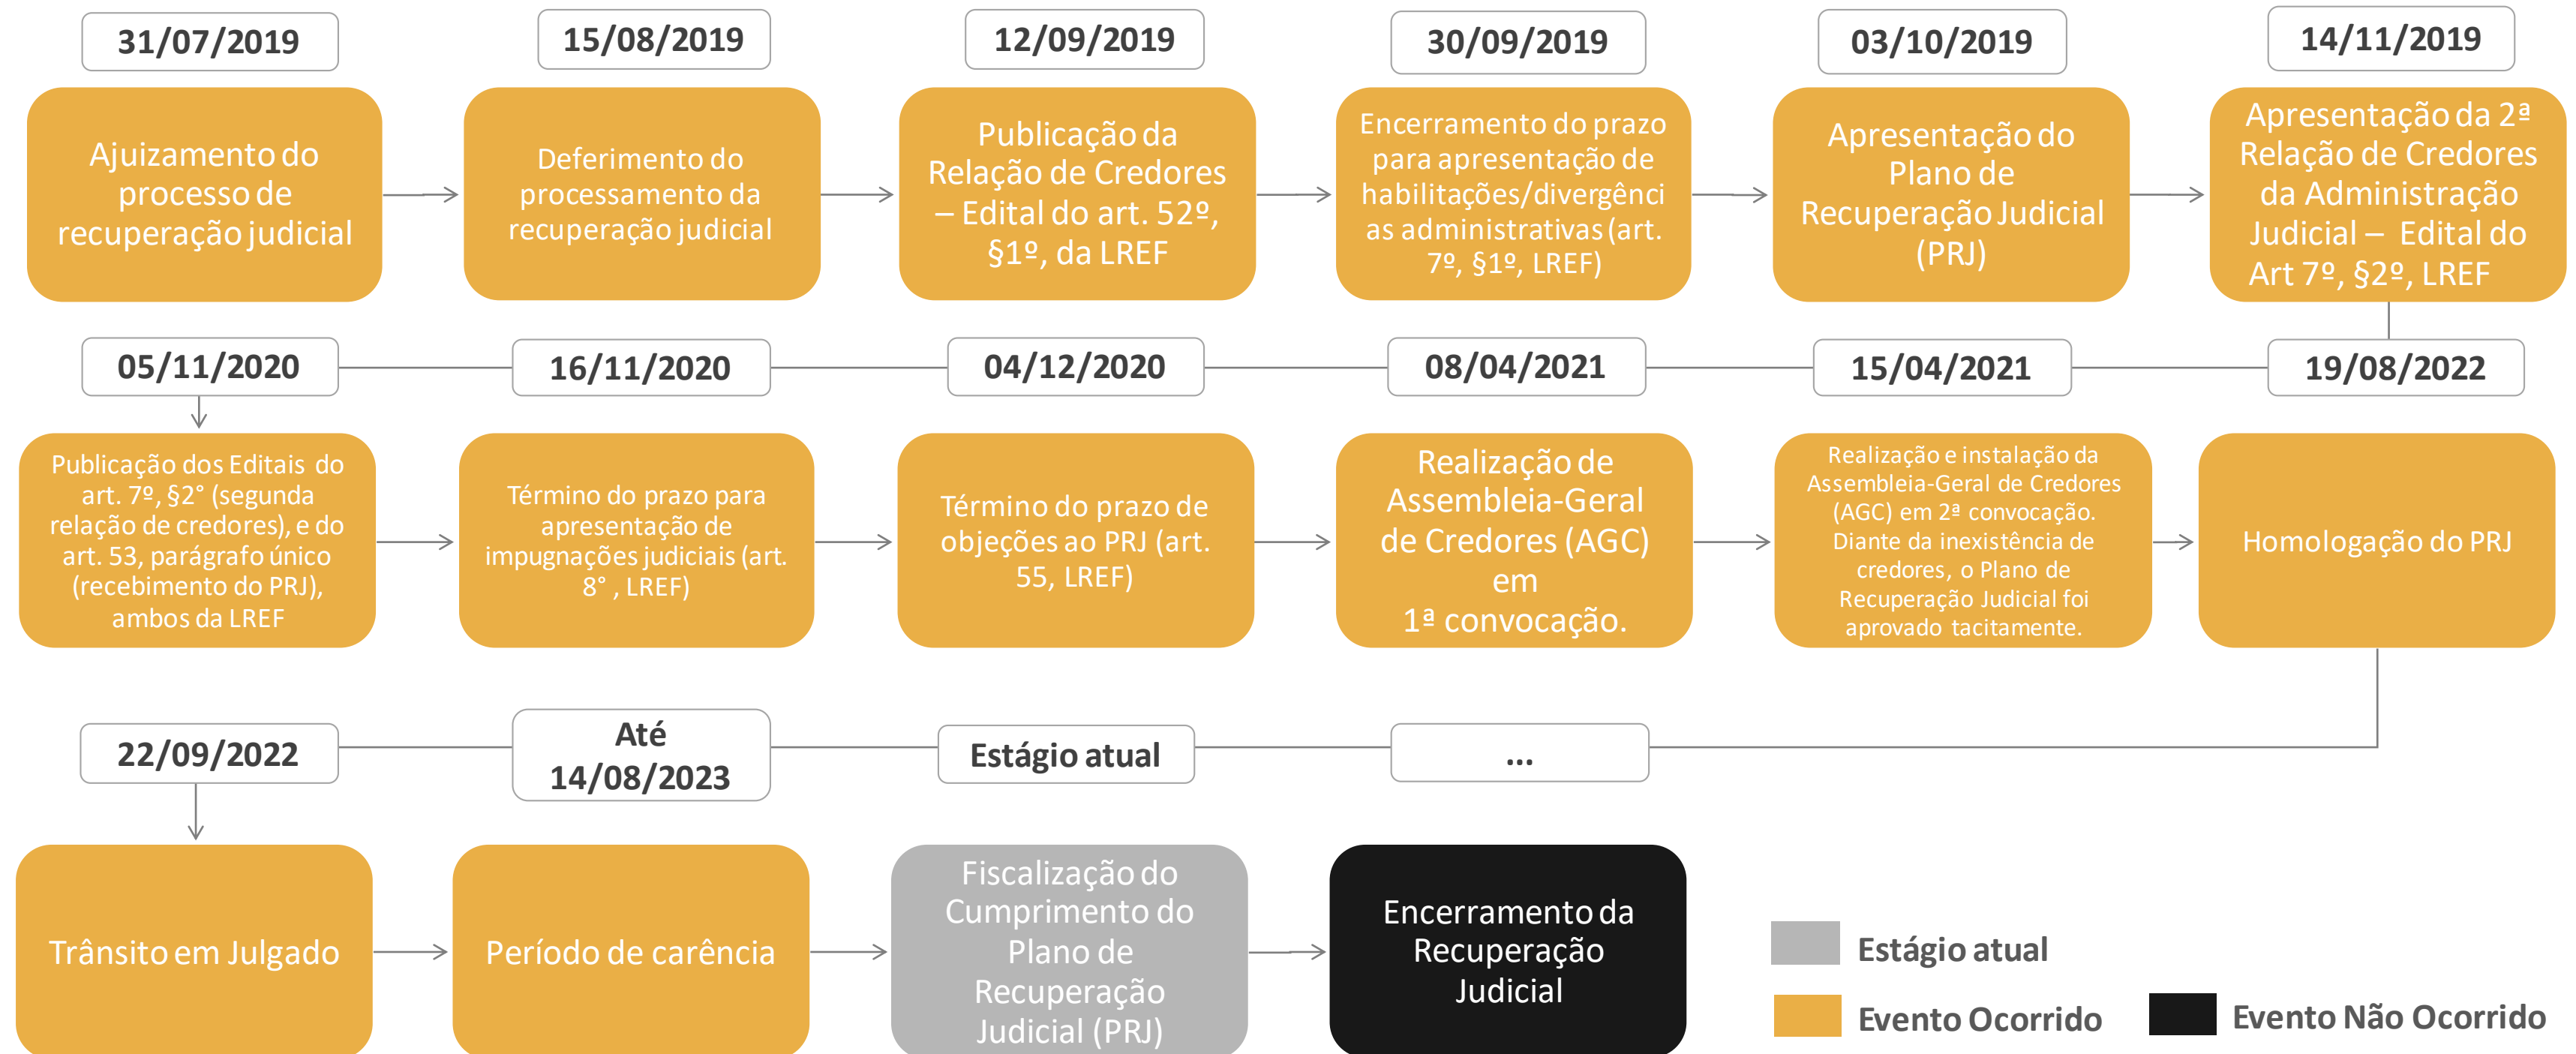 31/07/2019
15/08/2019
12/09/2019
30/09/2019
03/10/2019
14/11/2019
Ajuizamento do
processo de
recuperação judicial
Deferimento do
processamento da
recuperação judicial
Publicação da
Relação de Credores
– Edital do art. 52º,
§1º, da LREF
Encerramento do prazo
para apresentação de
habilitações/divergênci
as administrativas (art.
7º, §1º, LREF)
Apresentação do
Plano de
Recuperação Judicial
(PRJ)
Apresentação da 2ª
Relação de Credores
da Administração
Judicial – Edital do
Art 7º, §2º, LREF
05/11/2020
16/11/2020
04/12/2020
08/04/2021
15/04/2021
19/08/2022
Publicação dos Editais do
art. 7º, §2° (segunda
relação de credores), e do
art. 53, parágrafo único
(recebimento do PRJ),
ambos da LREF
Término do prazo para
apresentação de
impugnações judiciais (art.
8° , LREF)
Término do prazo de
objeções ao PRJ (art.
55, LREF)
Realização de
Assembleia-Geral
de Credores (AGC)
em
1ª convocação.
Realização e instalação da
Assembleia-Geral de Credores
(AGC) em 2ª convocação.
Diante da inexistência de
credores, o Plano de
Recuperação Judicial foi
aprovado tacitamente.
Homologação do PRJ
22/09/2022
Até
14/08/2023
Estágio atual
...
Trânsito em Julgado
Período de carência
Fiscalização do
Cumprimento do
Plano de
Recuperação
Judicial (PRJ)
Encerramento da
Recuperação
Judicial
Estágio atual
Evento Ocorrido
Evento Não Ocorrido